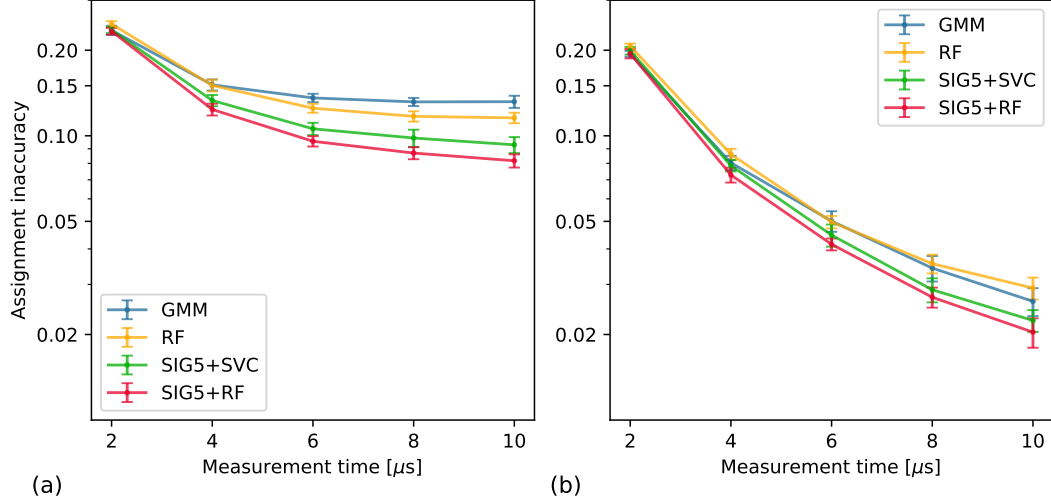 0.20
0.15
0.10
0.05
0.02
Assignment inaccuracy
GMM
RF
SIG5+SVC
SIG5+RF
2 4 6 8 10
Measurement time [μs]
(a)
0.20
0.15
0.10
0.05
0.02
GMM
RF
SIG5+SVC
SIG5+RF
2 4 6 8 10
Measurement time [μs]
(b)